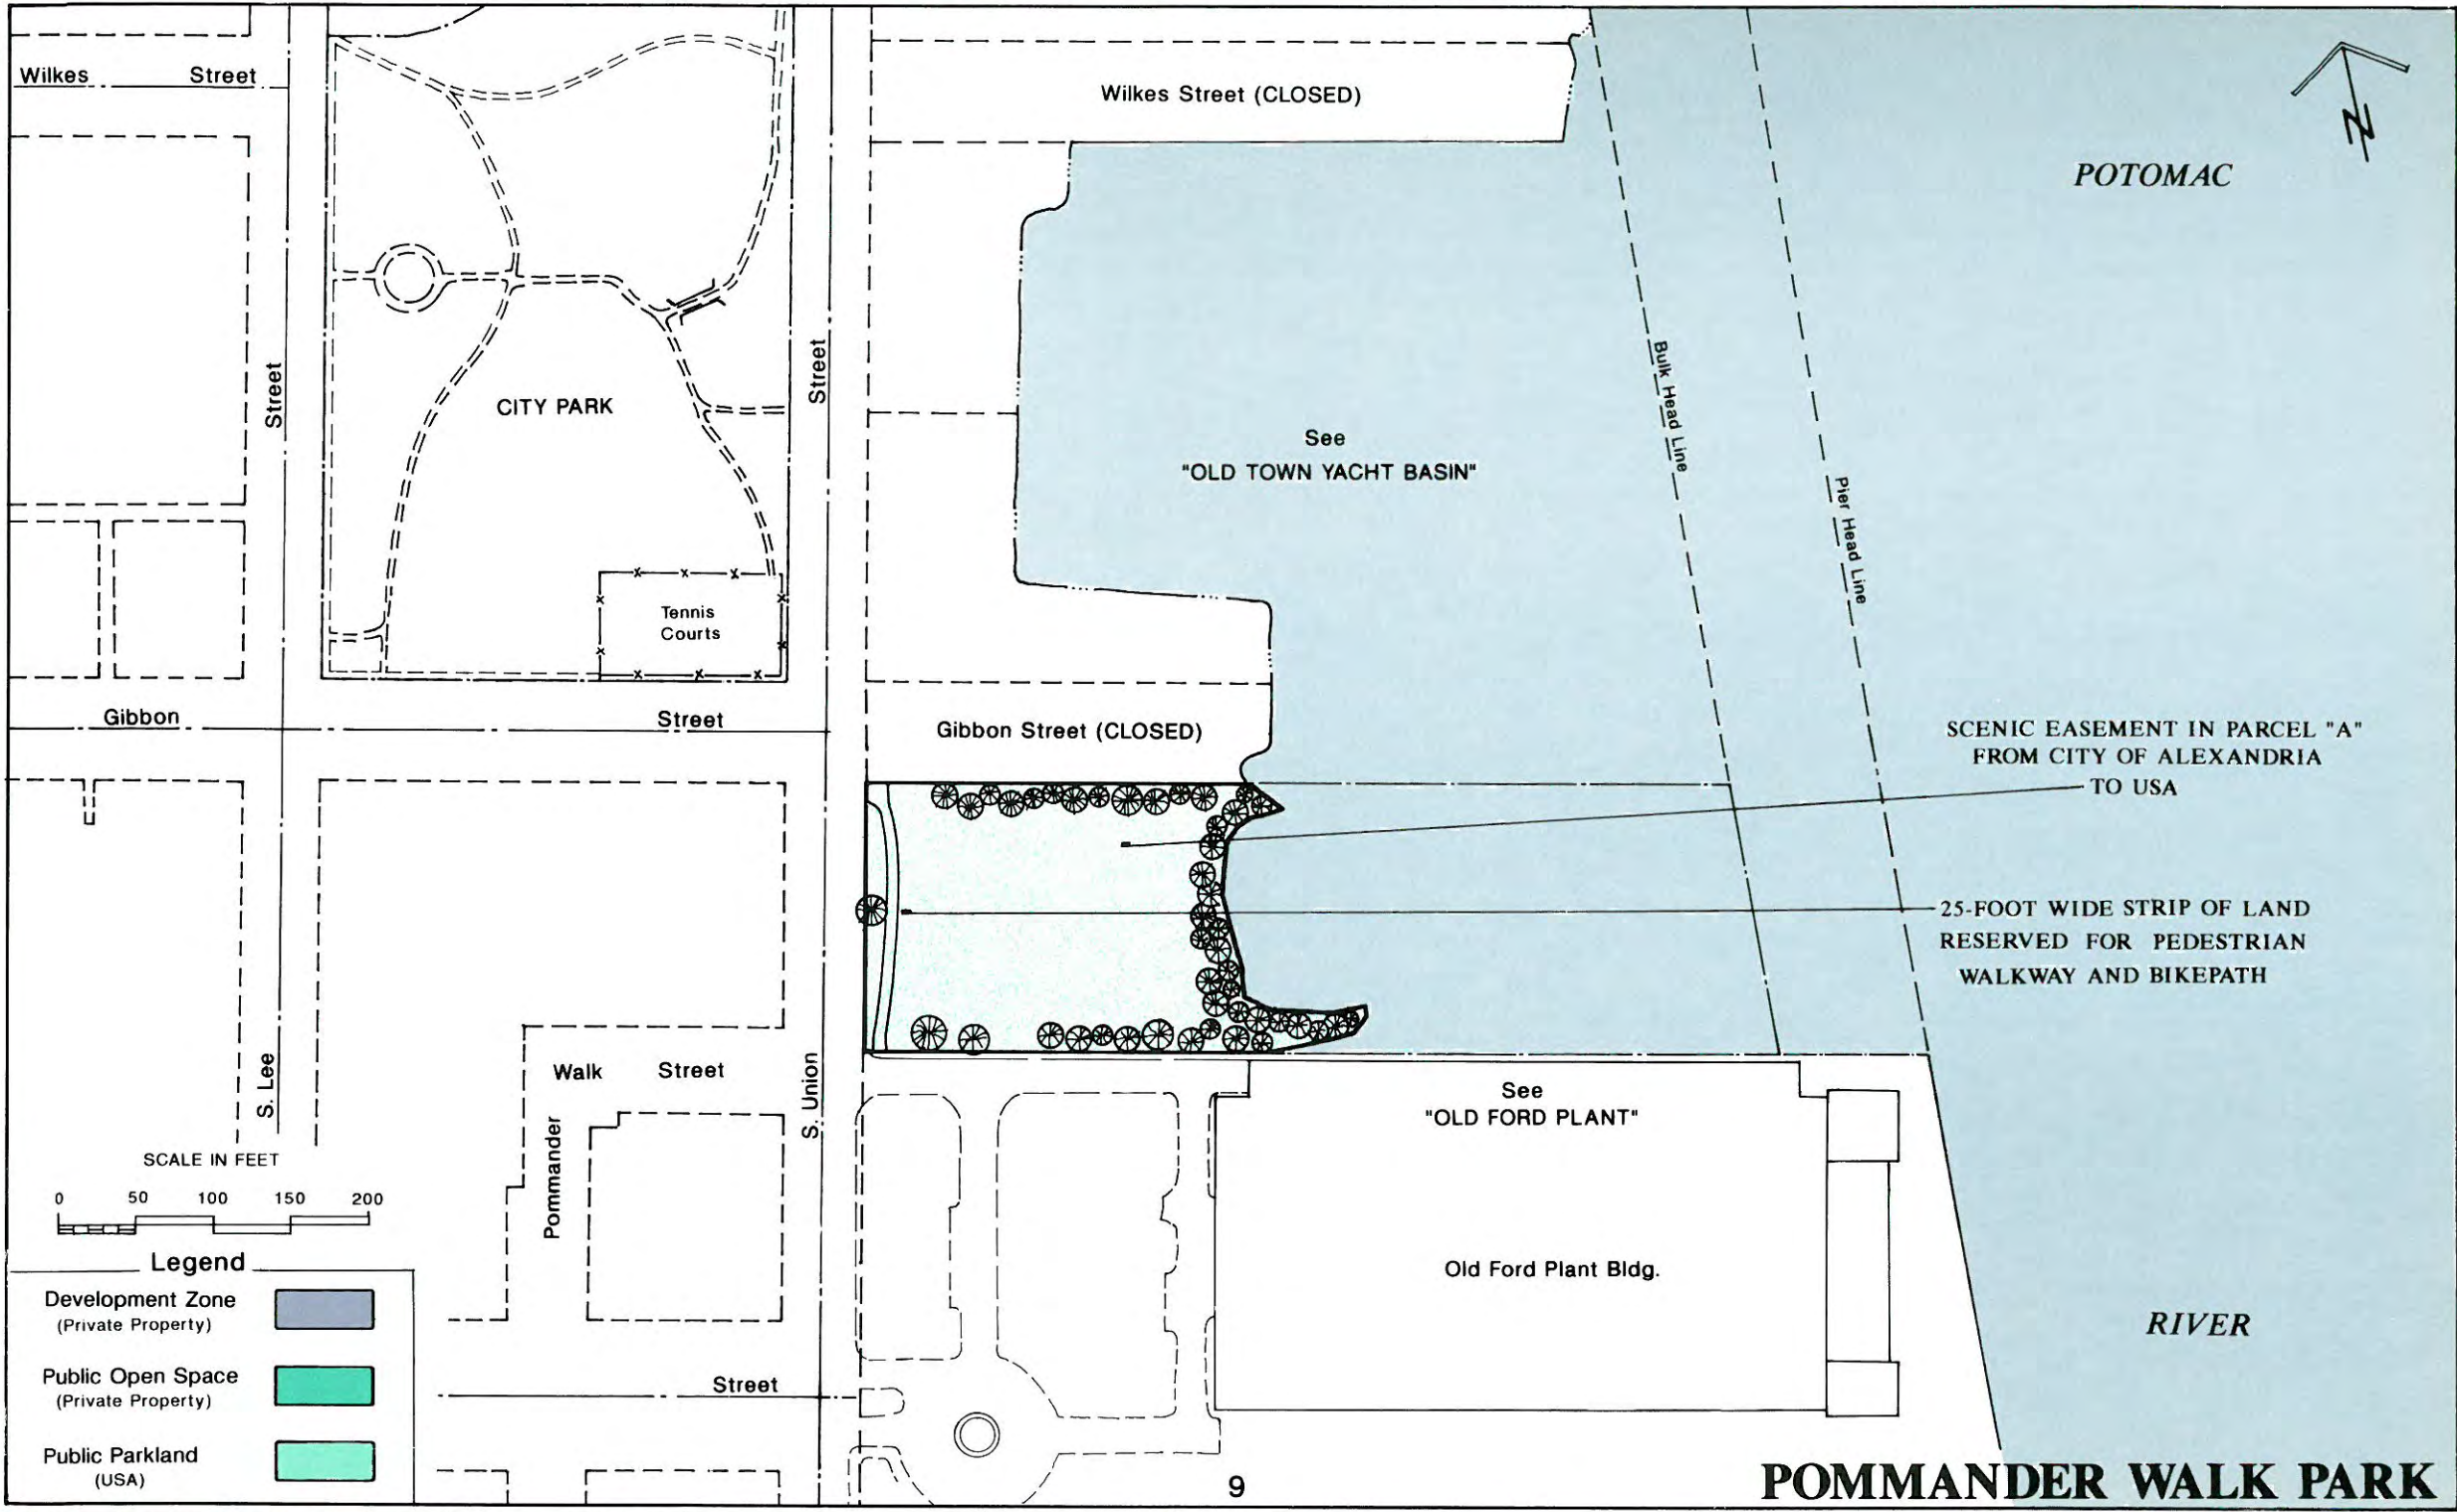 Wilkes Street
Wilkes Street (CLOSED)
N
POTOMAC
Street
Street
CITY PARK
See
"OLD TOWN YACHT BASIN"
Bulk Head Line
Pier Head Line
Tennis
Courts
Gibbon Street
Gibbon Street (CLOSED)
SCENIC EASEMENT IN PARCEL "A"
FROM CITY OF ALEXANDRIA
TO USA
25-FOOT WIDE STRIP OF LAND
RESERVED FOR PEDESTRIAN
WALKWAY AND BIKEPATH
S. Lee
Walk Street
Pommander
S. Union
See
"OLD FORD PLANT"
Old Ford Plant Bldg.
SCALE IN FEET
0 50 100 150 200
Legend
Development Zone
(Private Property)
Public Open Space
(Private Property)
Public Parkland
(USA)
Street
RIVER
9
POMMANDER WALK PARK